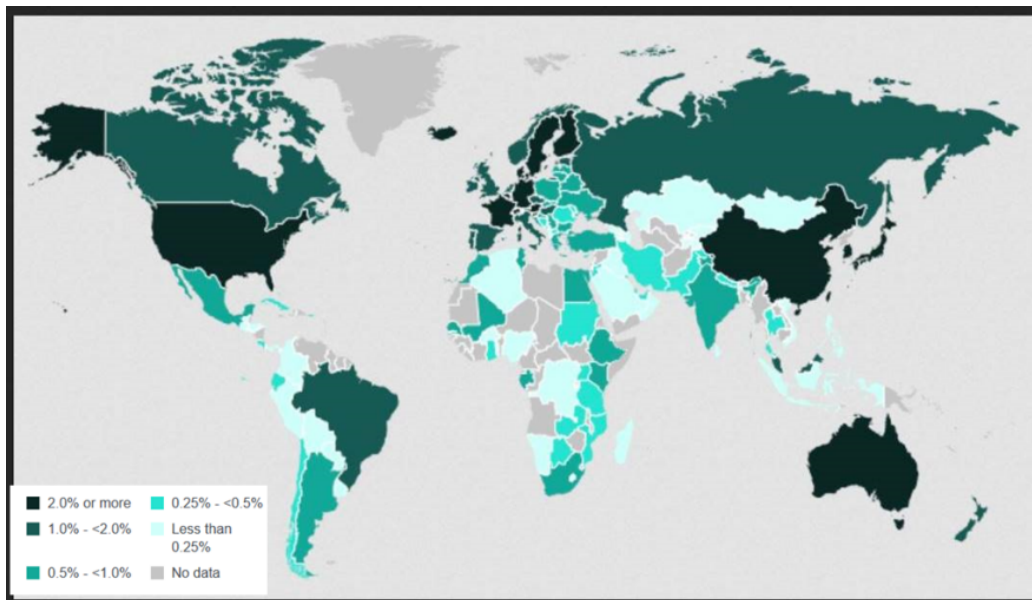 2.0% or more
0.25% - <0.5%
1.0% - <2.0%
Less than
0.25%
0.5% - <1.0%
No data